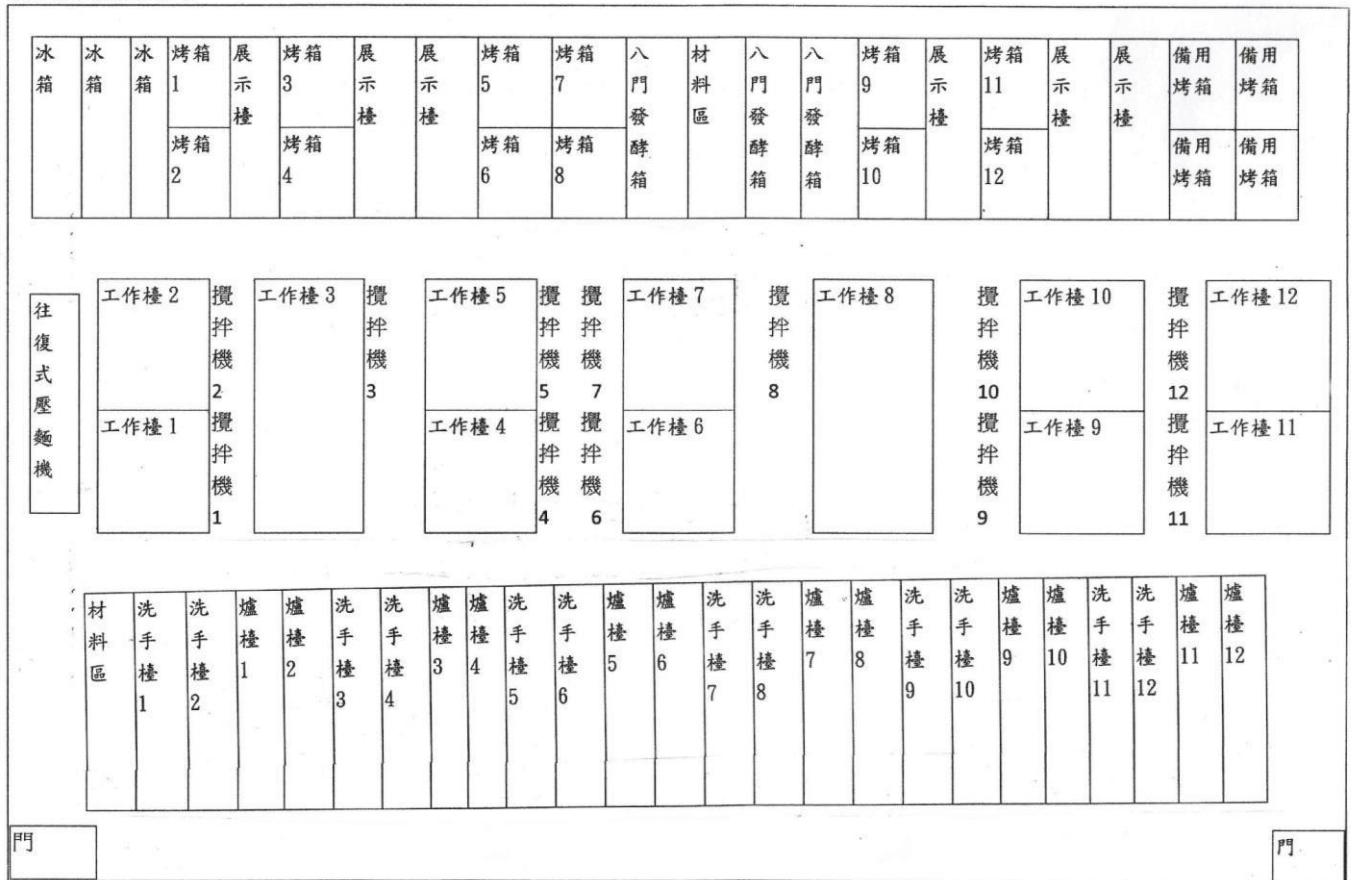 冰箱
冰箱
冰箱
烤箱1
烤箱2
展示檯
烤箱3
烤箱4
展示檯
展示檯
烤箱5
烤箱6
烤箱7
烤箱8
八門發酵箱
材料區
八門發酵箱
八門發酵箱
烤箱9
烤箱10
展示檯
烤箱11
烤箱12
展示檯
展示檯
備用烤箱
備用烤箱
備用烤箱
備用烤箱
往復式壓麵機
工作檯2
工作檯1
攪拌機2
攪拌機1
工作檯3
攪拌機3
工作檯5
工作檯4
攪拌機5
攪拌機4
攪拌機7
攪拌機6
工作檯7
工作檯6
攪拌機8
工作檯8
攪拌機10
攪拌機9
工作檯10
工作檯9
攪拌機12
攪拌機11
工作檯12
工作檯11
材料區
洗手檯1
洗手檯2
爐檯1
爐檯2
洗手檯3
洗手檯4
爐檯3
爐檯4
洗手檯5
洗手檯6
爐檯5
爐檯6
洗手檯7
洗手檯8
爐檯7
爐檯8
洗手檯9
洗手檯10
爐檯9
爐檯10
洗手檯11
洗手檯12
爐檯11
爐檯12
門
門